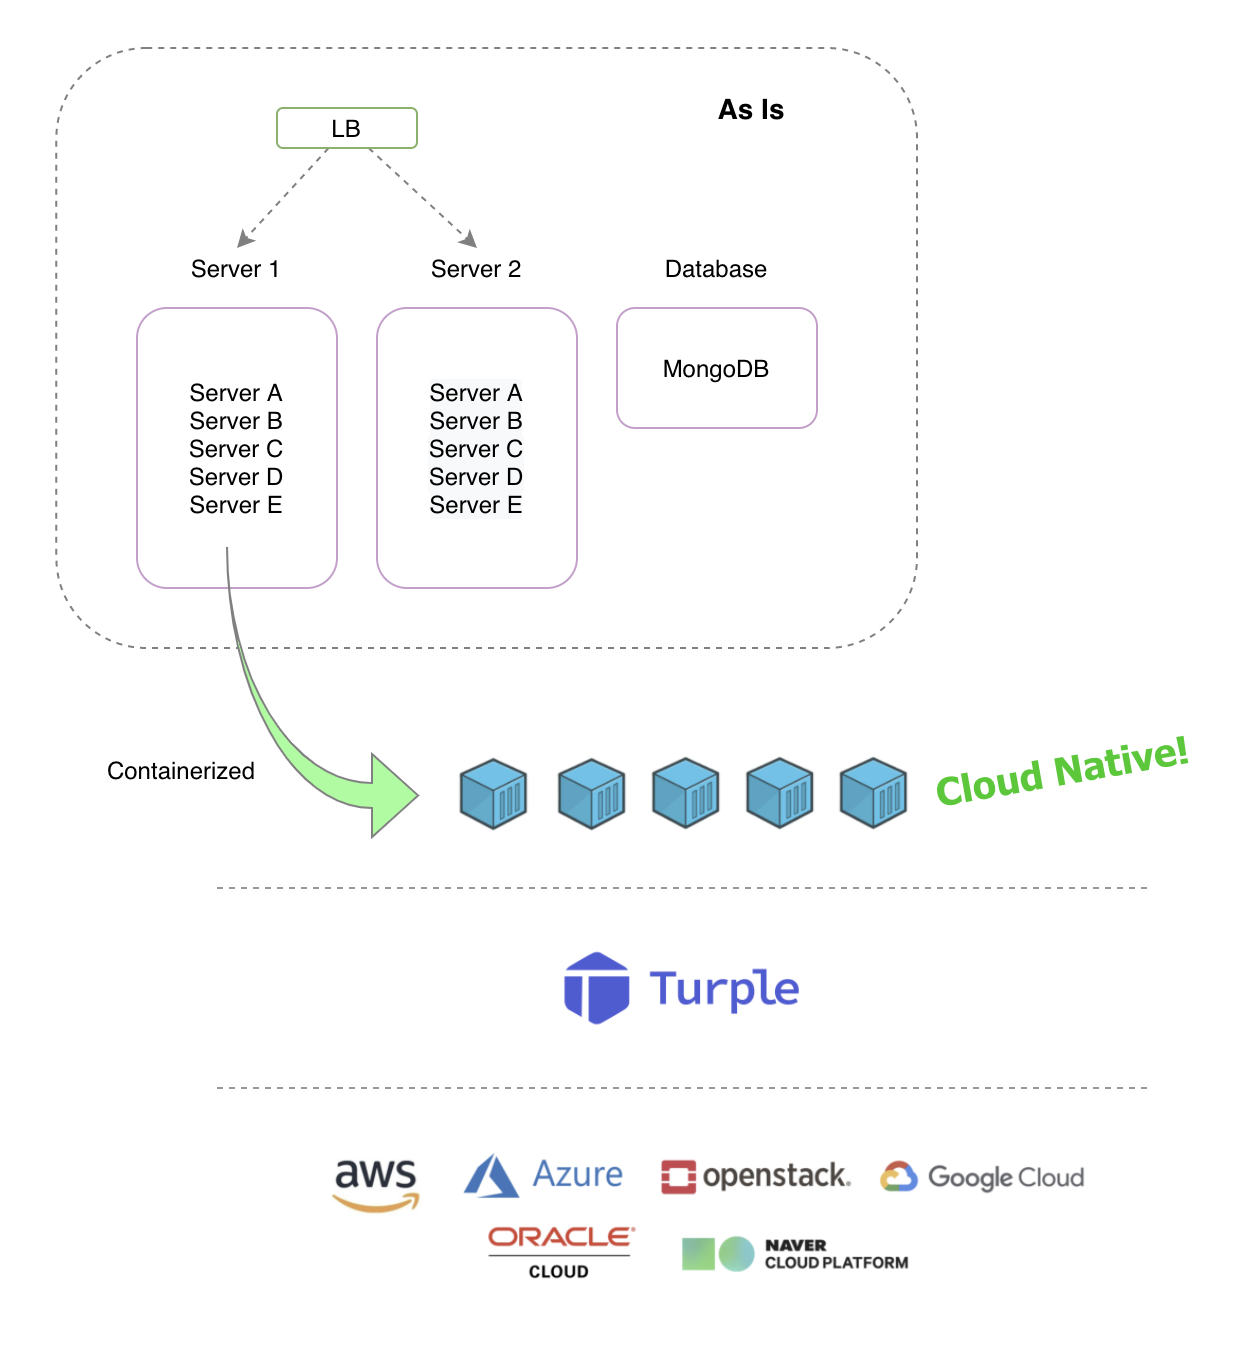 As Is
LB
Server 1
Server 2
Database
Server A
Server B
Server C
Server D
Server E
Server A
Server B
Server C
Server D
Server E
MongoDB
Containerized
Cloud Native!
Turple
aws
Azure
openstack.
Google Cloud
ORACLE®
CLOUD
NAVER
CLOUD PLATFORM